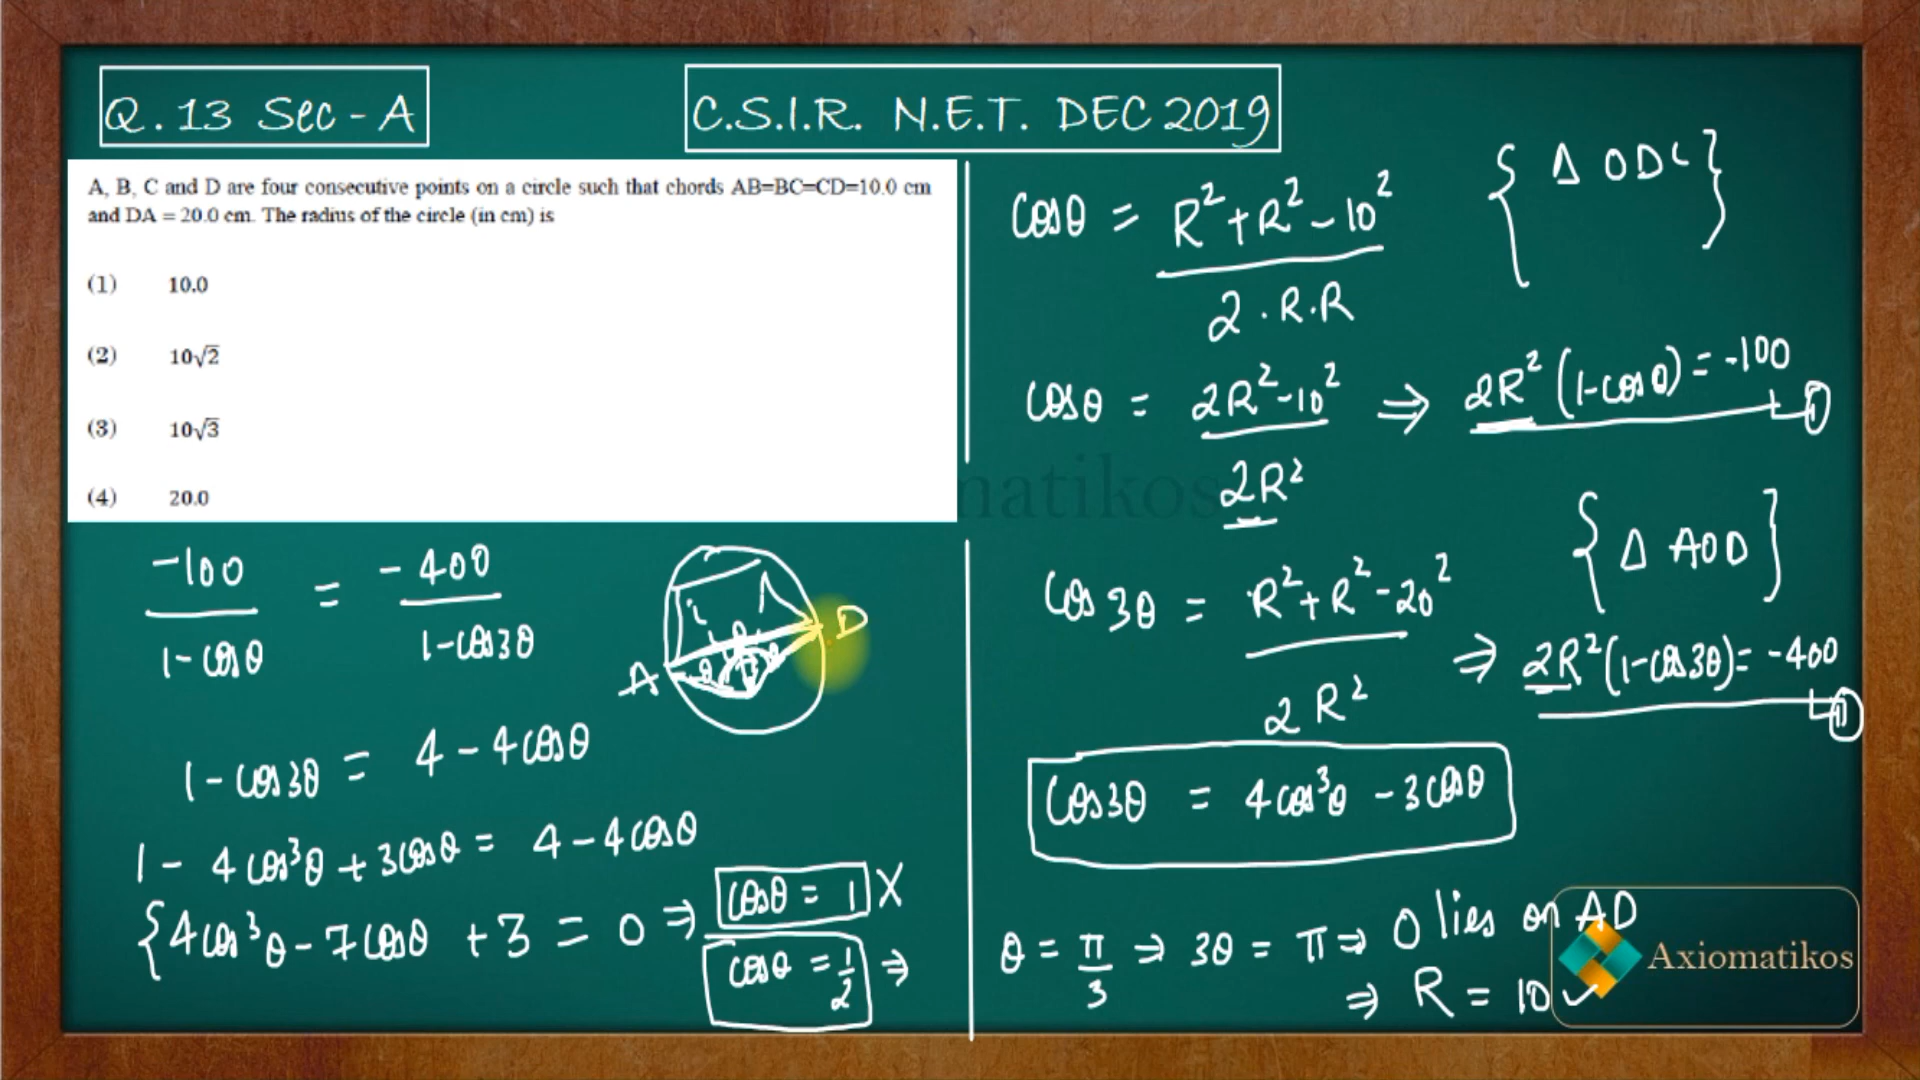 Q. 13 Sec - A
C.S.I.R. N.E.T. DEC 2019
A, B, C and D are four consecutive points on a circle such that chords AB=BC=CD=10.0 cm
and DA = 20.0 cm. The radius of the circle (in cm) is
(1) 10.0
(2) 10√2
(3) 10√3
(4) 20.0
-100 / 1-cosθ = -400 / 1-cos3θ
1 - cos3θ = 4 - 4cosθ
1 - 4cos³θ + 3cosθ = 4 - 4cosθ
{4cos³θ - 7cosθ + 3 = 0 ⇒ cosθ = 1 X
cosθ = 1/2 ⇒
A
D
θ
cosθ = R²+R²-10² / 2·R·R
{Δ ODC}
cosθ = 2R²-10² / 2R² ⇒ 2R²(1-cosθ) = -100
matikos
{Δ AOD}
cos3θ = R²+R²-20² / 2R² ⇒ 2R²(1-cos3θ) = -400
cos3θ = 4cos³θ - 3cosθ
θ = π/3 ⇒ 3θ = π ⇒ O lies on AD
⇒ R = 10 ✓
Axiomatikos